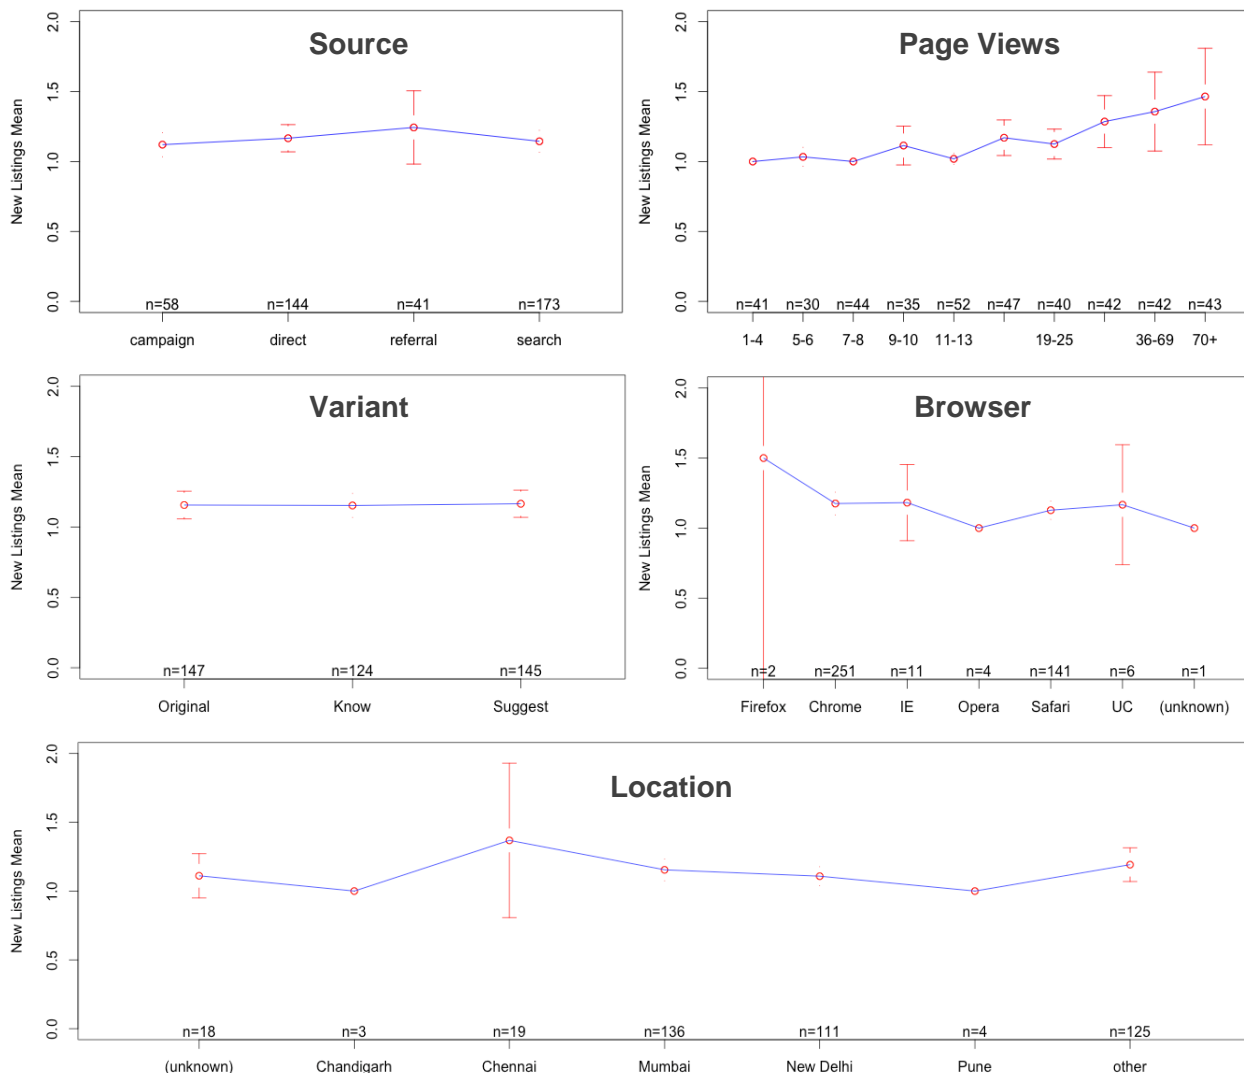 Source
New Listings Mean
2.0
1.5
1.0
0.5
0.0
n=58 n=144 n=41 n=173
campaign direct referral search
Page Views
New Listings Mean
2.0
1.5
1.0
0.5
0.0
n=41 n=30 n=44 n=35 n=52 n=47 n=40 n=42 n=42 n=43
1-4 5-6 7-8 9-10 11-13 19-25 36-69 70+
Variant
New Listings Mean
2.0
1.5
1.0
0.5
0.0
n=147 n=124 n=145
Original Know Suggest
Browser
New Listings Mean
2.0
1.5
1.0
0.5
0.0
n=2 n=251 n=11 n=4 n=141 n=6 n=1
Firefox Chrome IE Opera Safari UC (unknown)
Location
New Listings Mean
2.0
1.5
1.0
0.5
0.0
n=18 n=3 n=19 n=136 n=111 n=4 n=125
(unknown) Chandigarh Chennai Mumbai New Delhi Pune other